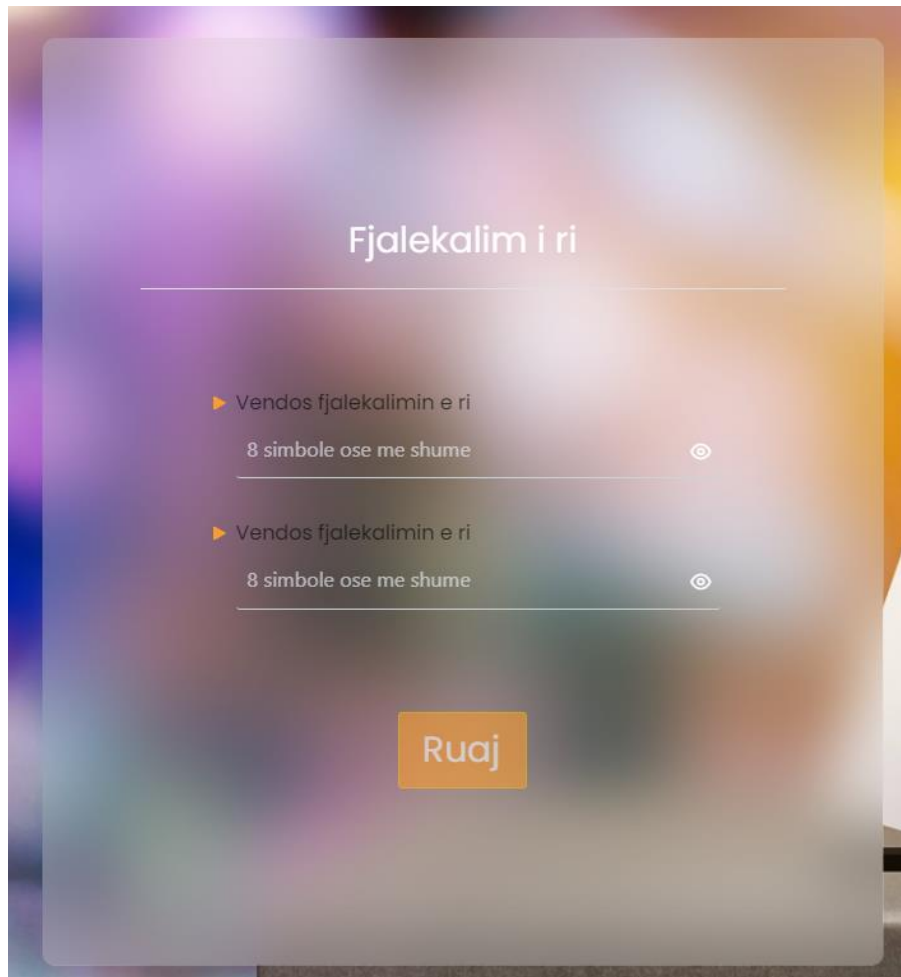 Fjalekalim i ri
Vendos fjalekalimin e ri
8 simbole ose me shume
Vendos fjalekalimin e ri
8 simbole ose me shume
Ruaj